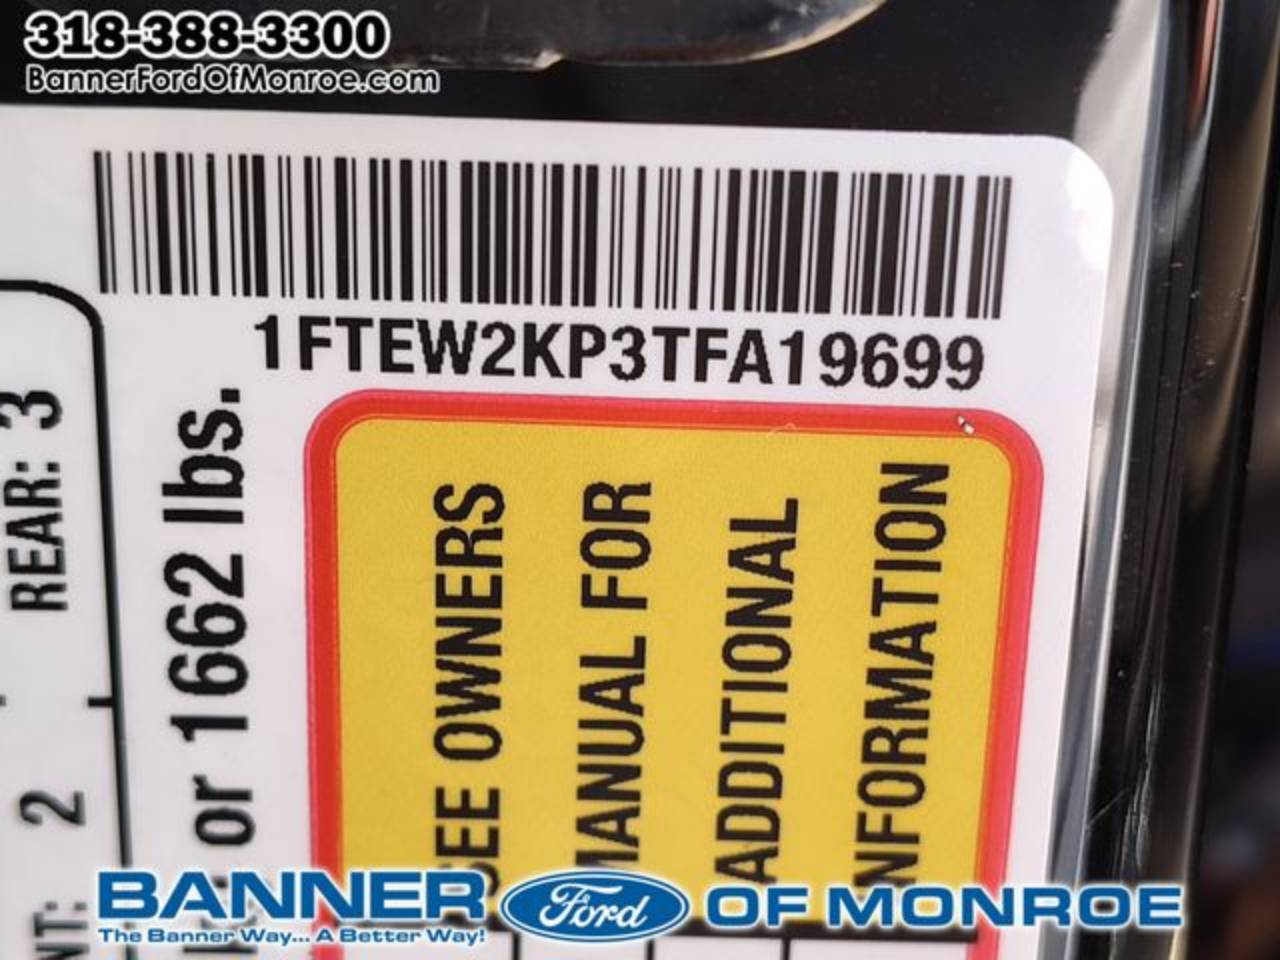 318-388-3300
BannerFordOfMonroe.com
1FTEW2KP3TFA19699
REAR: 3
2
or 1662 lbs.
SEE OWNERS
MANUAL FOR
ADDITIONAL
INFORMATION
BANNER Ford OF MONROE
The Banner Way... A Better Way!